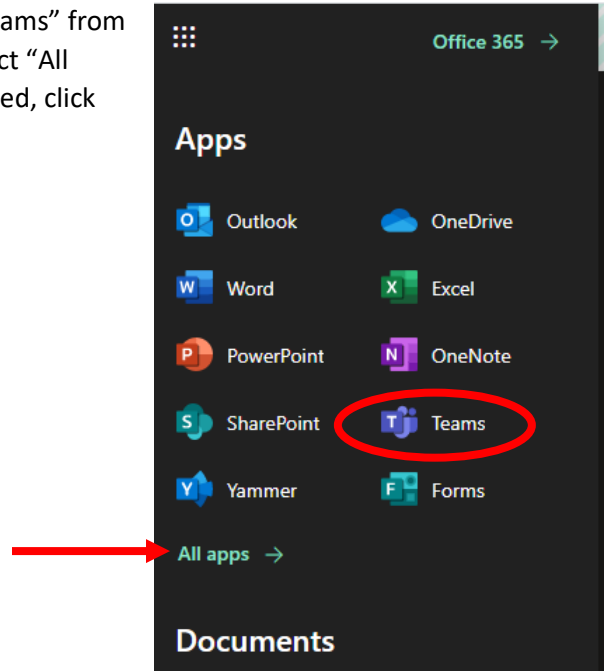 ams” from
ct “All
ed, click
Office 365 →
Apps
Outlook OneDrive
Word Excel
PowerPoint OneNote
SharePoint Teams
Yammer Forms
All apps →
Documents